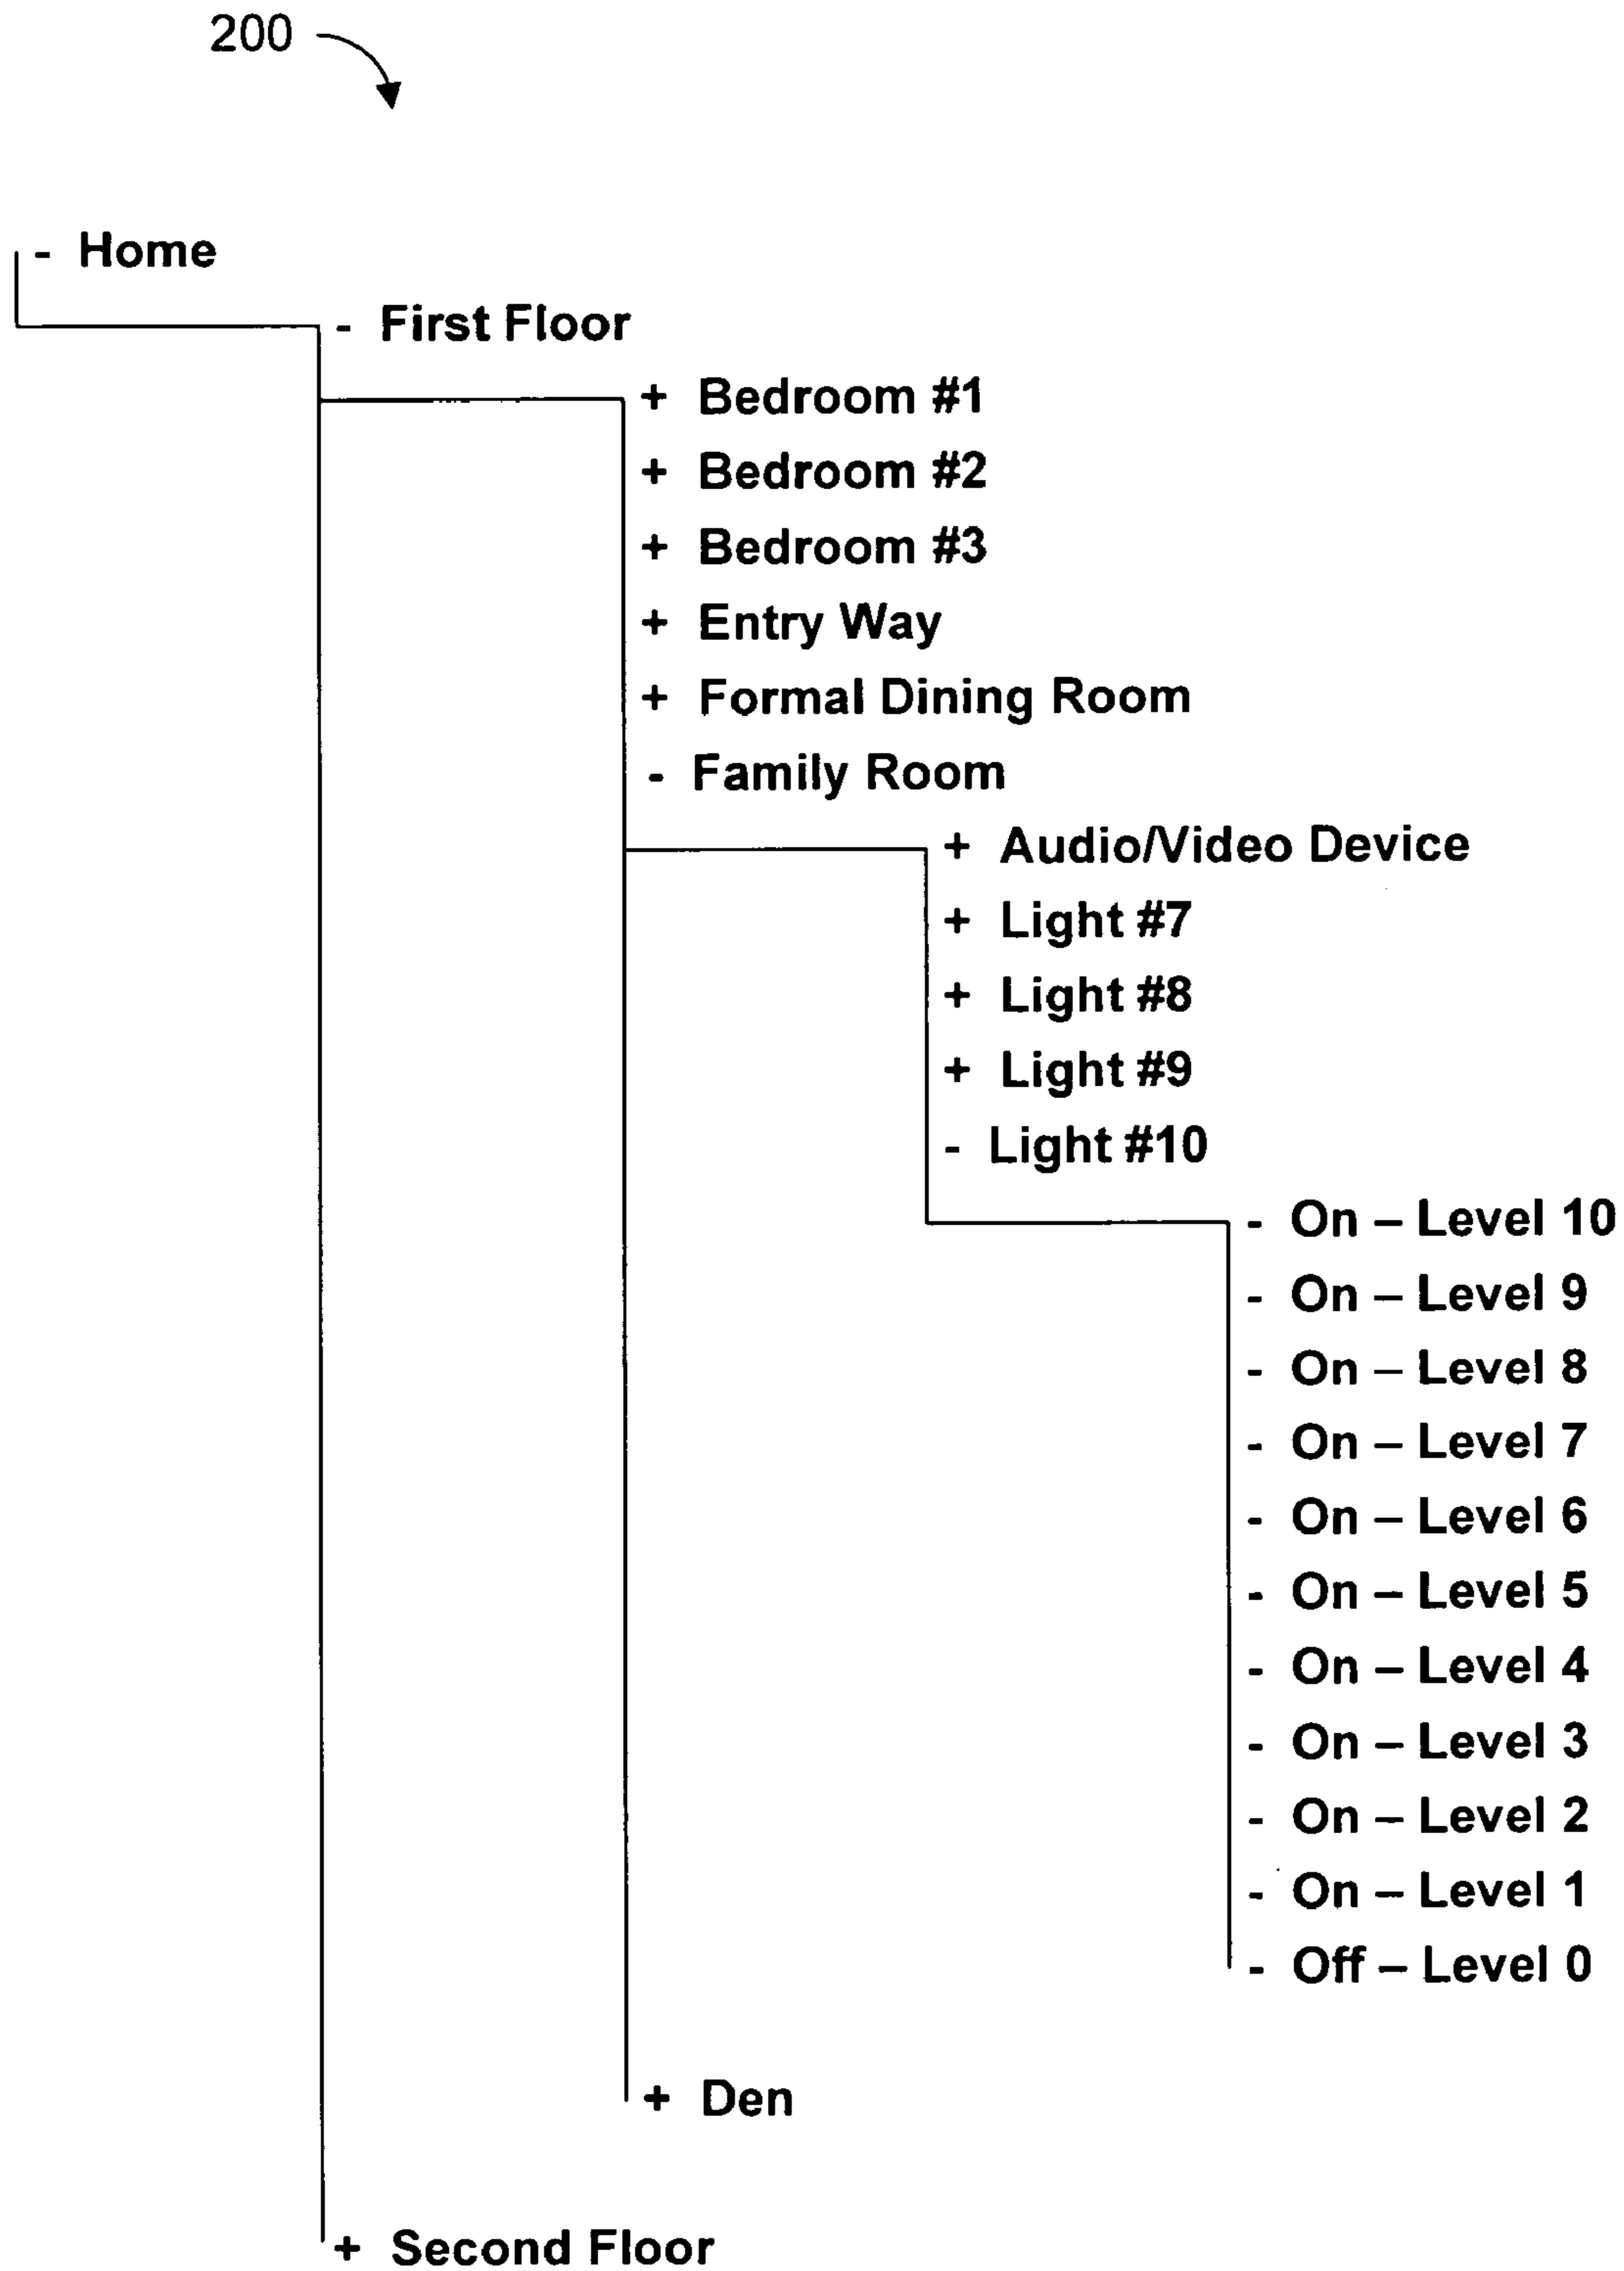 200
- Home
- First Floor
+ Bedroom #1
+ Bedroom #2
+ Bedroom #3
+ Entry Way
+ Formal Dining Room
- Family Room
+ Audio/Video Device
+ Light #7
+ Light #8
+ Light #9
- Light #10
- On – Level 10
- On – Level 9
- On – Level 8
- On – Level 7
- On – Level 6
- On – Level 5
- On – Level 4
- On – Level 3
- On – Level 2
- On – Level 1
- Off – Level 0
+ Den
+ Second Floor